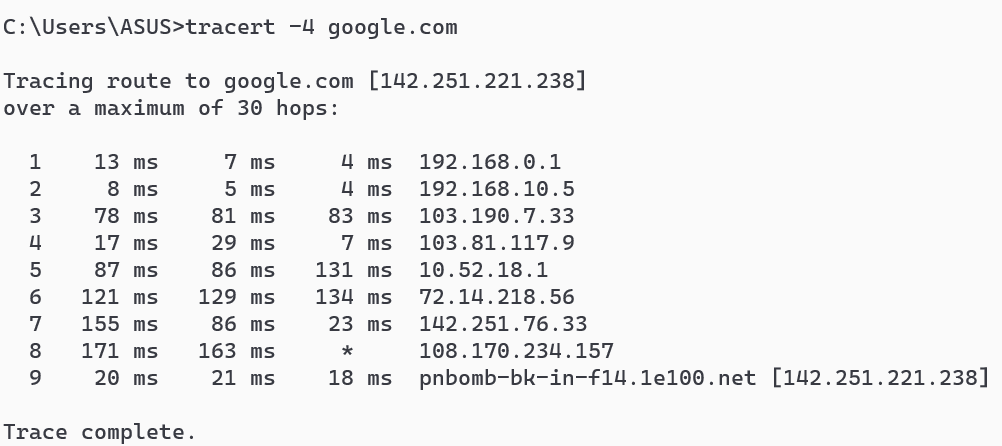 C:\Users\ASUS>tracert -4 google.com
Tracing route to google.com [142.251.221.238]
over a maximum of 30 hops:
1 13 ms 7 ms 4 ms 192.168.0.1
2 8 ms 5 ms 4 ms 192.168.10.5
3 78 ms 81 ms 83 ms 103.190.7.33
4 17 ms 29 ms 7 ms 103.81.117.9
5 87 ms 86 ms 131 ms 10.52.18.1
6 121 ms 129 ms 134 ms 72.14.218.56
7 155 ms 86 ms 23 ms 142.251.76.33
8 171 ms 163 ms * 108.170.234.157
9 20 ms 21 ms 18 ms pnbomb-bk-in-f14.1e100.net [142.251.221.238]
Trace complete.